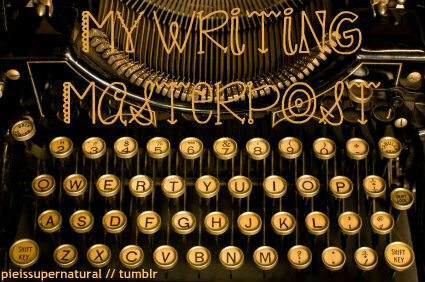 MY WRiTiNG
MASTERPOST
2 3 4 5 6 7 8 9
Q W E R T Y U I O P
A S D F G H J K L
SHIFT KEY Z X C V B N M SHIFT KEY
pieissupernatural // tumblr